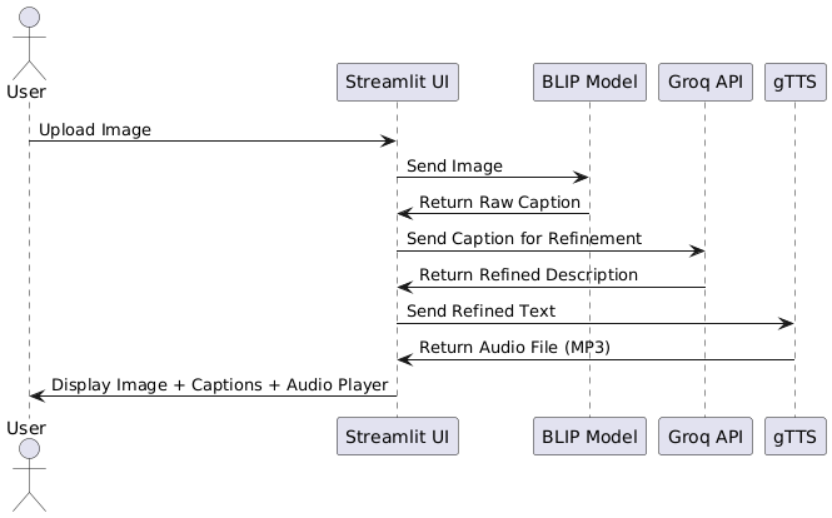 User
Streamlit UI
BLIP Model
Groq API
gTTS
Upload Image
Send Image
Return Raw Caption
Send Caption for Refinement
Return Refined Description
Send Refined Text
Return Audio File (MP3)
Display Image + Captions + Audio Player
User
Streamlit UI
BLIP Model
Groq API
gTTS